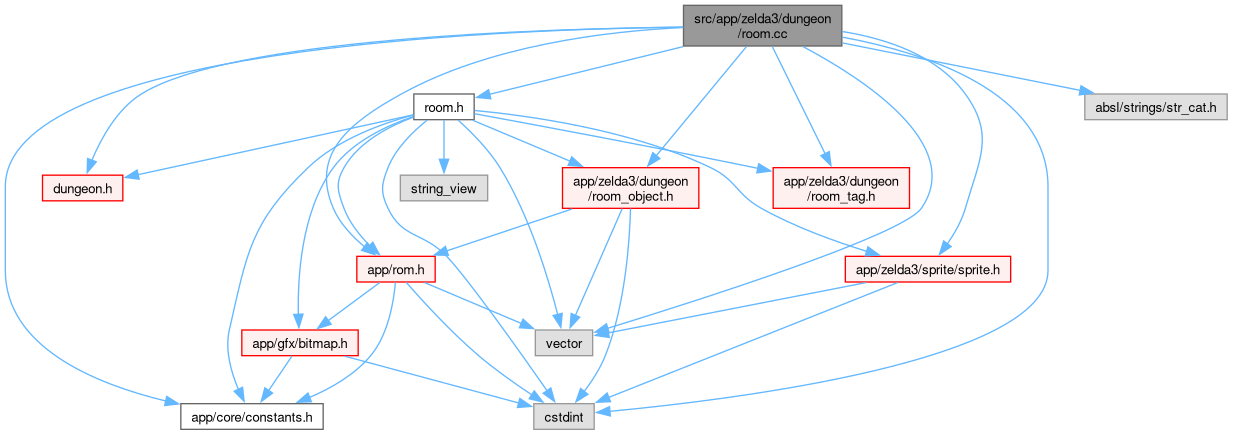 src/app/zelda3/dungeon
/room.cc
room.h
absl/strings/str_cat.h
dungeon.h
string_view
app/zelda3/dungeon
/room_object.h
app/zelda3/dungeon
/room_tag.h
app/rom.h
app/zelda3/sprite/sprite.h
app/gfx/bitmap.h
vector
app/core/constants.h
cstdint